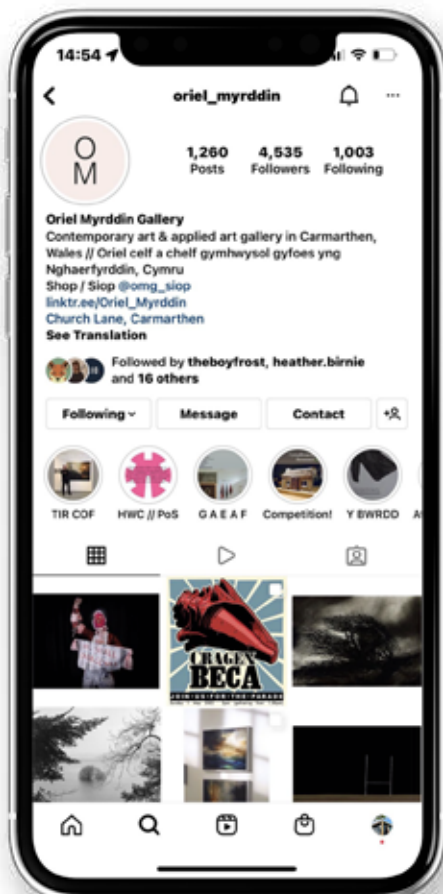 14:54
oriel_myrddin
O
M
1,260 4,535 1,003
Posts Followers Following
Oriel Myrddin Gallery
Contemporary art & applied art gallery in Carmarthen,
Wales // Oriel celf a chelf gymhwysol gyfoes yng
Nghaerfyrddin, Cymru
Shop / Siop @omg_siop
linktr.ee/Oriel_Myrddin
Church Lane, Carmarthen
See Translation
Followed by theboyfrost, heather.birnie
and 16 others
Following Message Contact
TIR COF HWC // PoS G A E A F Competition! Y BWRDD
CRAGEN
BECA
JOIN US FOR THE PARADE